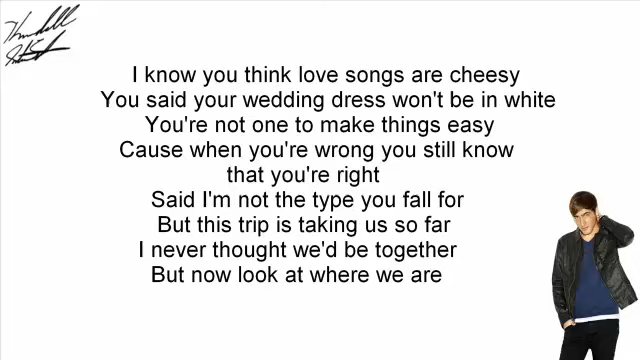 I know you think love songs are cheesy
You said your wedding dress won't be in white
You're not one to make things easy
Cause when you're wrong you still know
that you're right
Said I'm not the type you fall for
But this trip is taking us so far
I never thought we'd be together
But now look at where we are